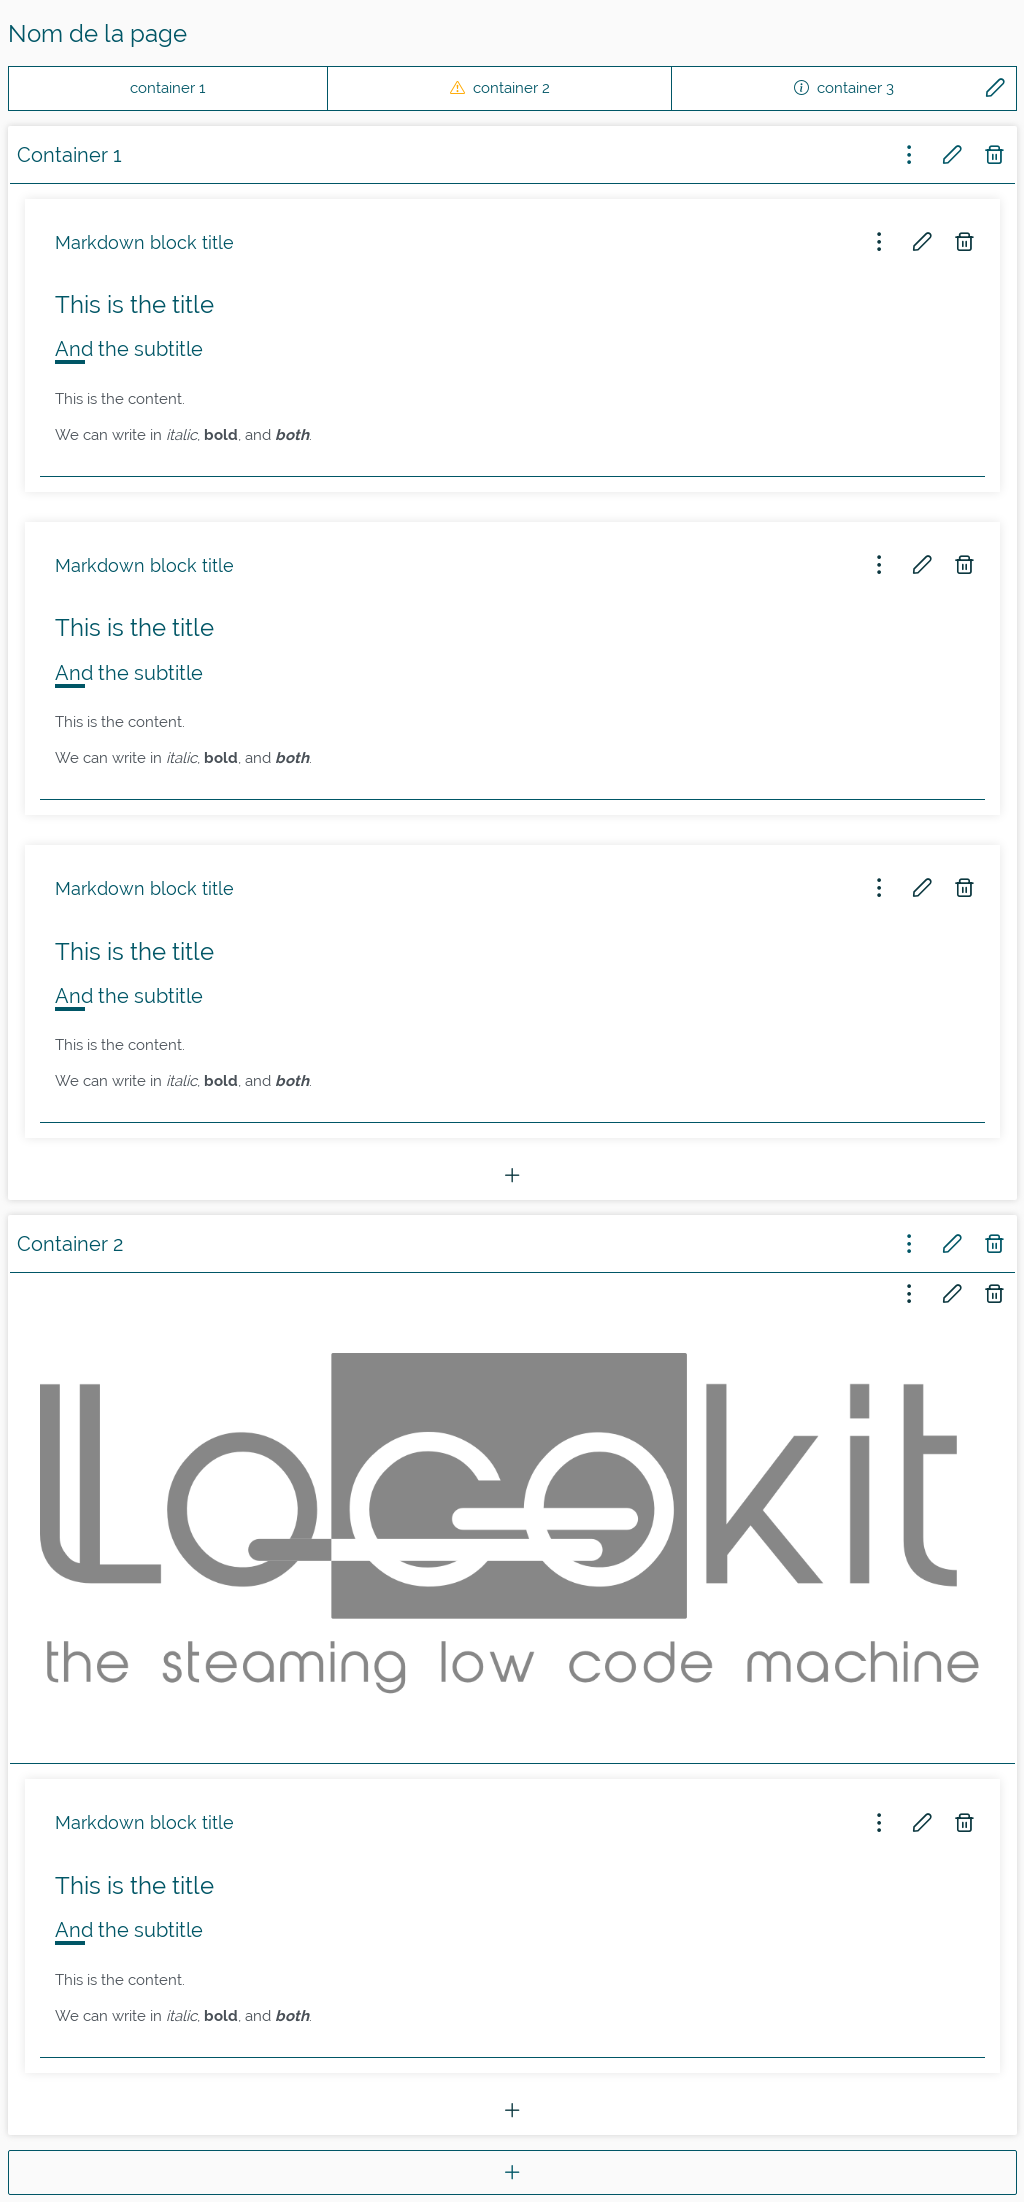 Nom de la page
container 1
container 2
container 3
Container 1
Markdown block title
This is the title
And the subtitle
This is the content.
We can write in italic, bold, and both.
Markdown block title
This is the title
And the subtitle
This is the content.
We can write in italic, bold, and both.
Markdown block title
This is the title
And the subtitle
This is the content.
We can write in italic, bold, and both.
Container 2
Locokit
the steaming low code machine
Markdown block title
This is the title
And the subtitle
This is the content.
We can write in italic, bold, and both.